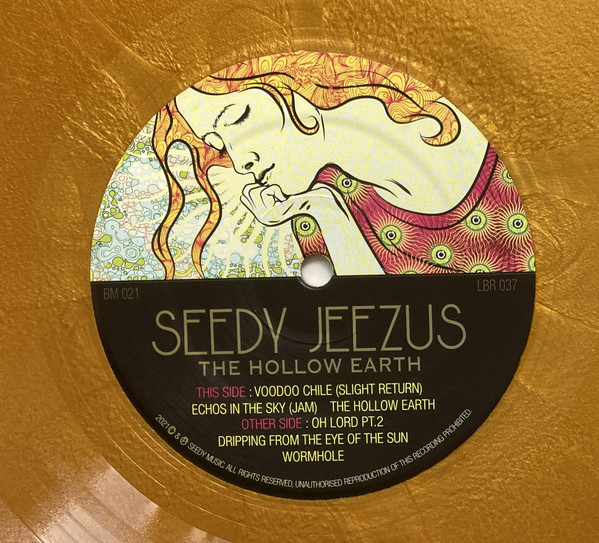 BM 021
LBR 037
SEEDY JEEZUS
THE HOLLOW EARTH
THIS SIDE : VOODOO CHILE (SLIGHT RETURN)
ECHOS IN THE SKY (JAM) THE HOLLOW EARTH
OTHER SIDE : OH LORD PT.2
DRIPPING FROM THE EYE OF THE SUN
WORMHOLE
2021 © & ℗ SEEDY MUSIC. ALL RIGHTS RESERVED, UNAUTHORISED REPRODUCTION OF THIS RECORDING PROHIBITED